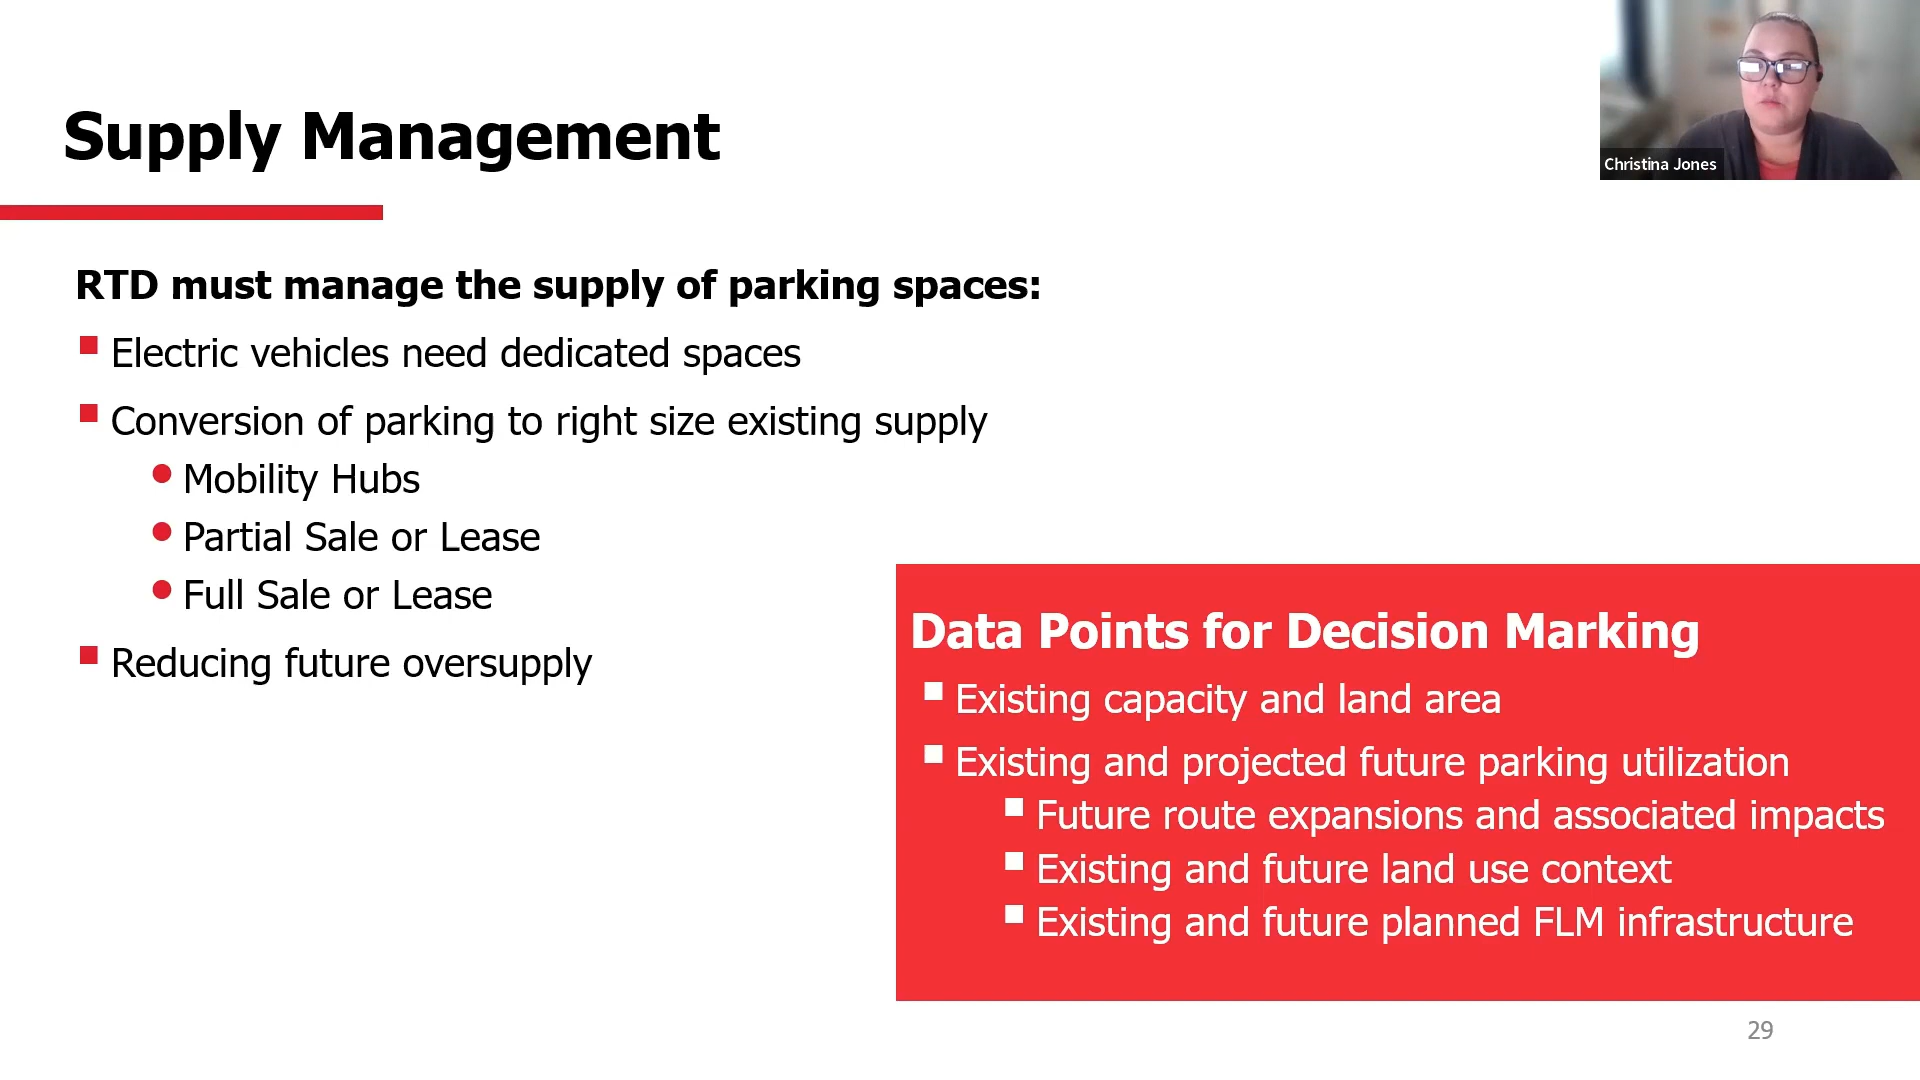 Supply Management
Christina Jones
RTD must manage the supply of parking spaces:
Electric vehicles need dedicated spaces
Conversion of parking to right size existing supply
Mobility Hubs
Partial Sale or Lease
Full Sale or Lease
Reducing future oversupply
Data Points for Decision Marking
Existing capacity and land area
Existing and projected future parking utilization
Future route expansions and associated impacts
Existing and future land use context
Existing and future planned FLM infrastructure
29